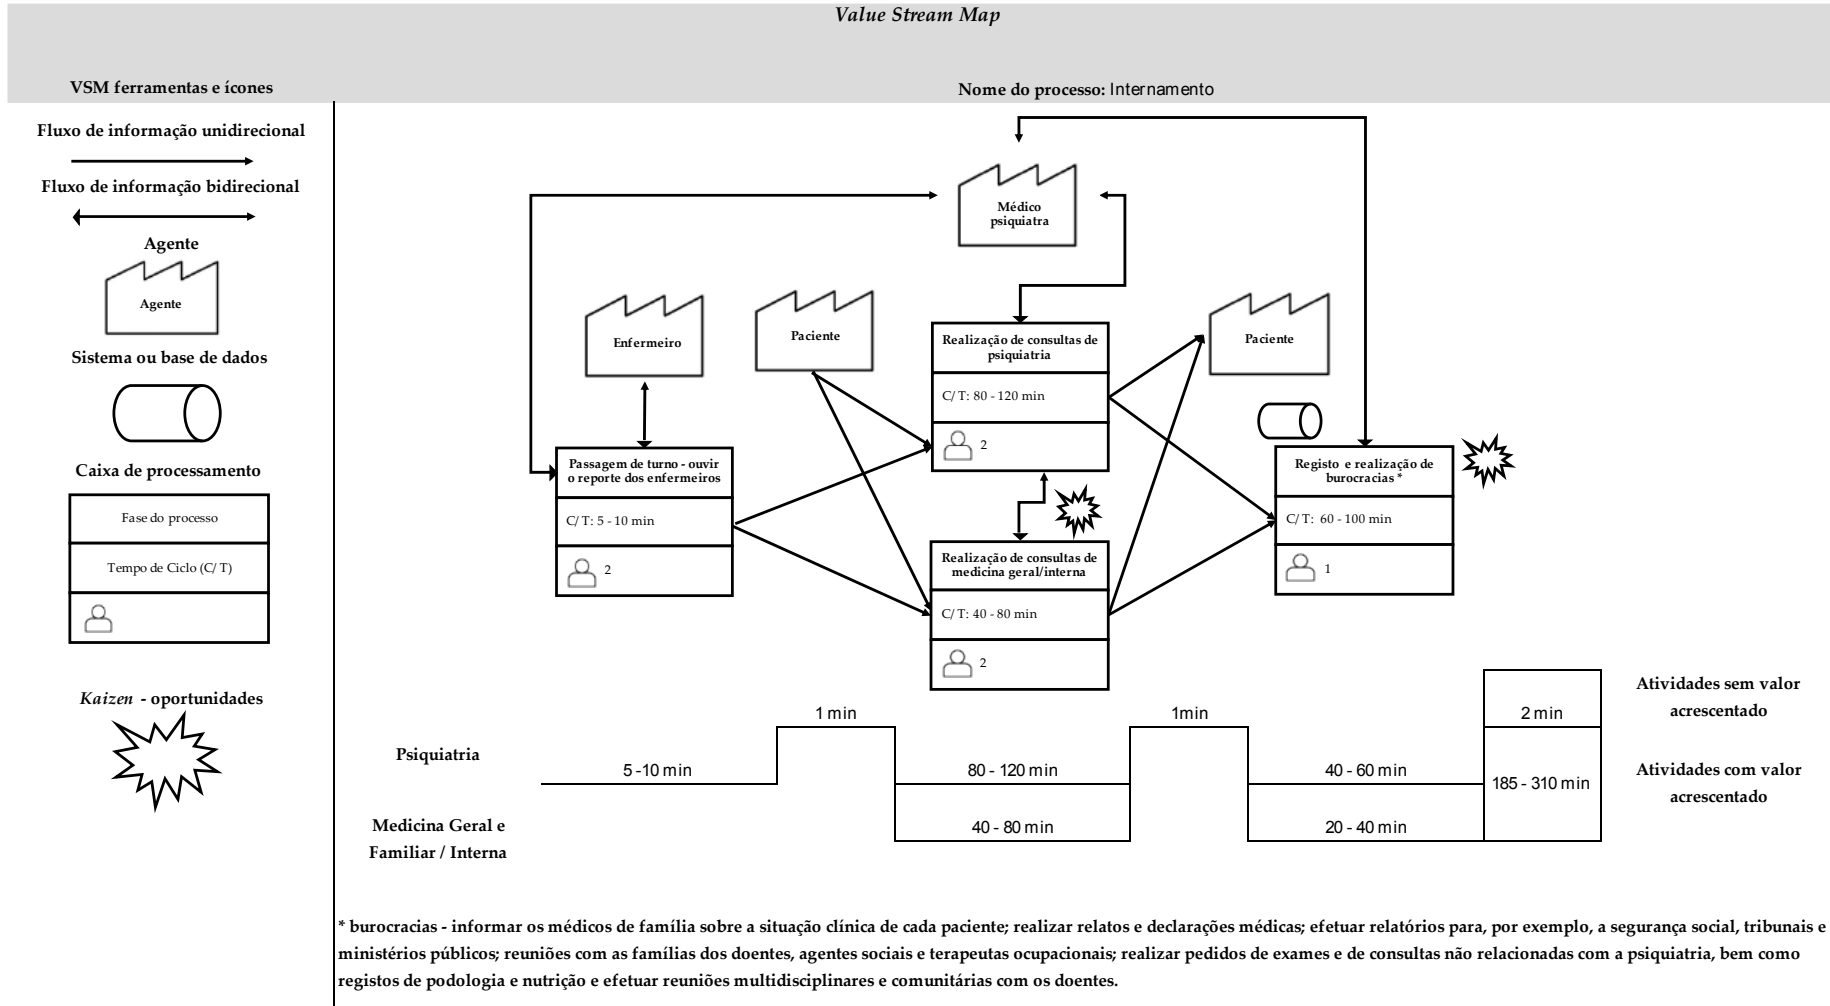 Value Stream Map
VSM ferramentas e ícones
Nome do processo: Internamento
Fluxo de informação unidirecional
Fluxo de informação bidirecional
Agente
Agente
Sistema ou base de dados
Caixa de processamento
Fase do processo
Tempo de Ciclo (C/T)
Kaizen - oportunidades
Médico
psiquiatra
Enfermeiro
Paciente
Realização de consultas de
psiquiatria
C/T: 80 - 120 min
2
Paciente
Passagem de turno - ouvir
o reporte dos enfermeiros
C/T: 5 - 10 min
2
Realização de consultas de
medicina geral/interna
C/T: 40 - 80 min
2
Registo e realização de
burocracias *
C/T: 60 - 100 min
1
1 min
1min
2 min
Atividades sem valor
acrescentado
Psiquiatria
5 -10 min
80 - 120 min
40 - 60 min
185 - 310 min
Atividades com valor
acrescentado
Medicina Geral e
Familiar / Interna
40 - 80 min
20 - 40 min
* burocracias - informar os médicos de família sobre a situação clínica de cada paciente; realizar relatos e declarações médicas; efetuar relatórios para, por exemplo, a segurança social, tribunais e
ministérios públicos; reuniões com as famílias dos doentes, agentes sociais e terapeutas ocupacionais; realizar pedidos de exames e de consultas não relacionadas com a psiquiatria, bem como
registos de podologia e nutrição e efetuar reuniões multidisciplinares e comunitárias com os doentes.